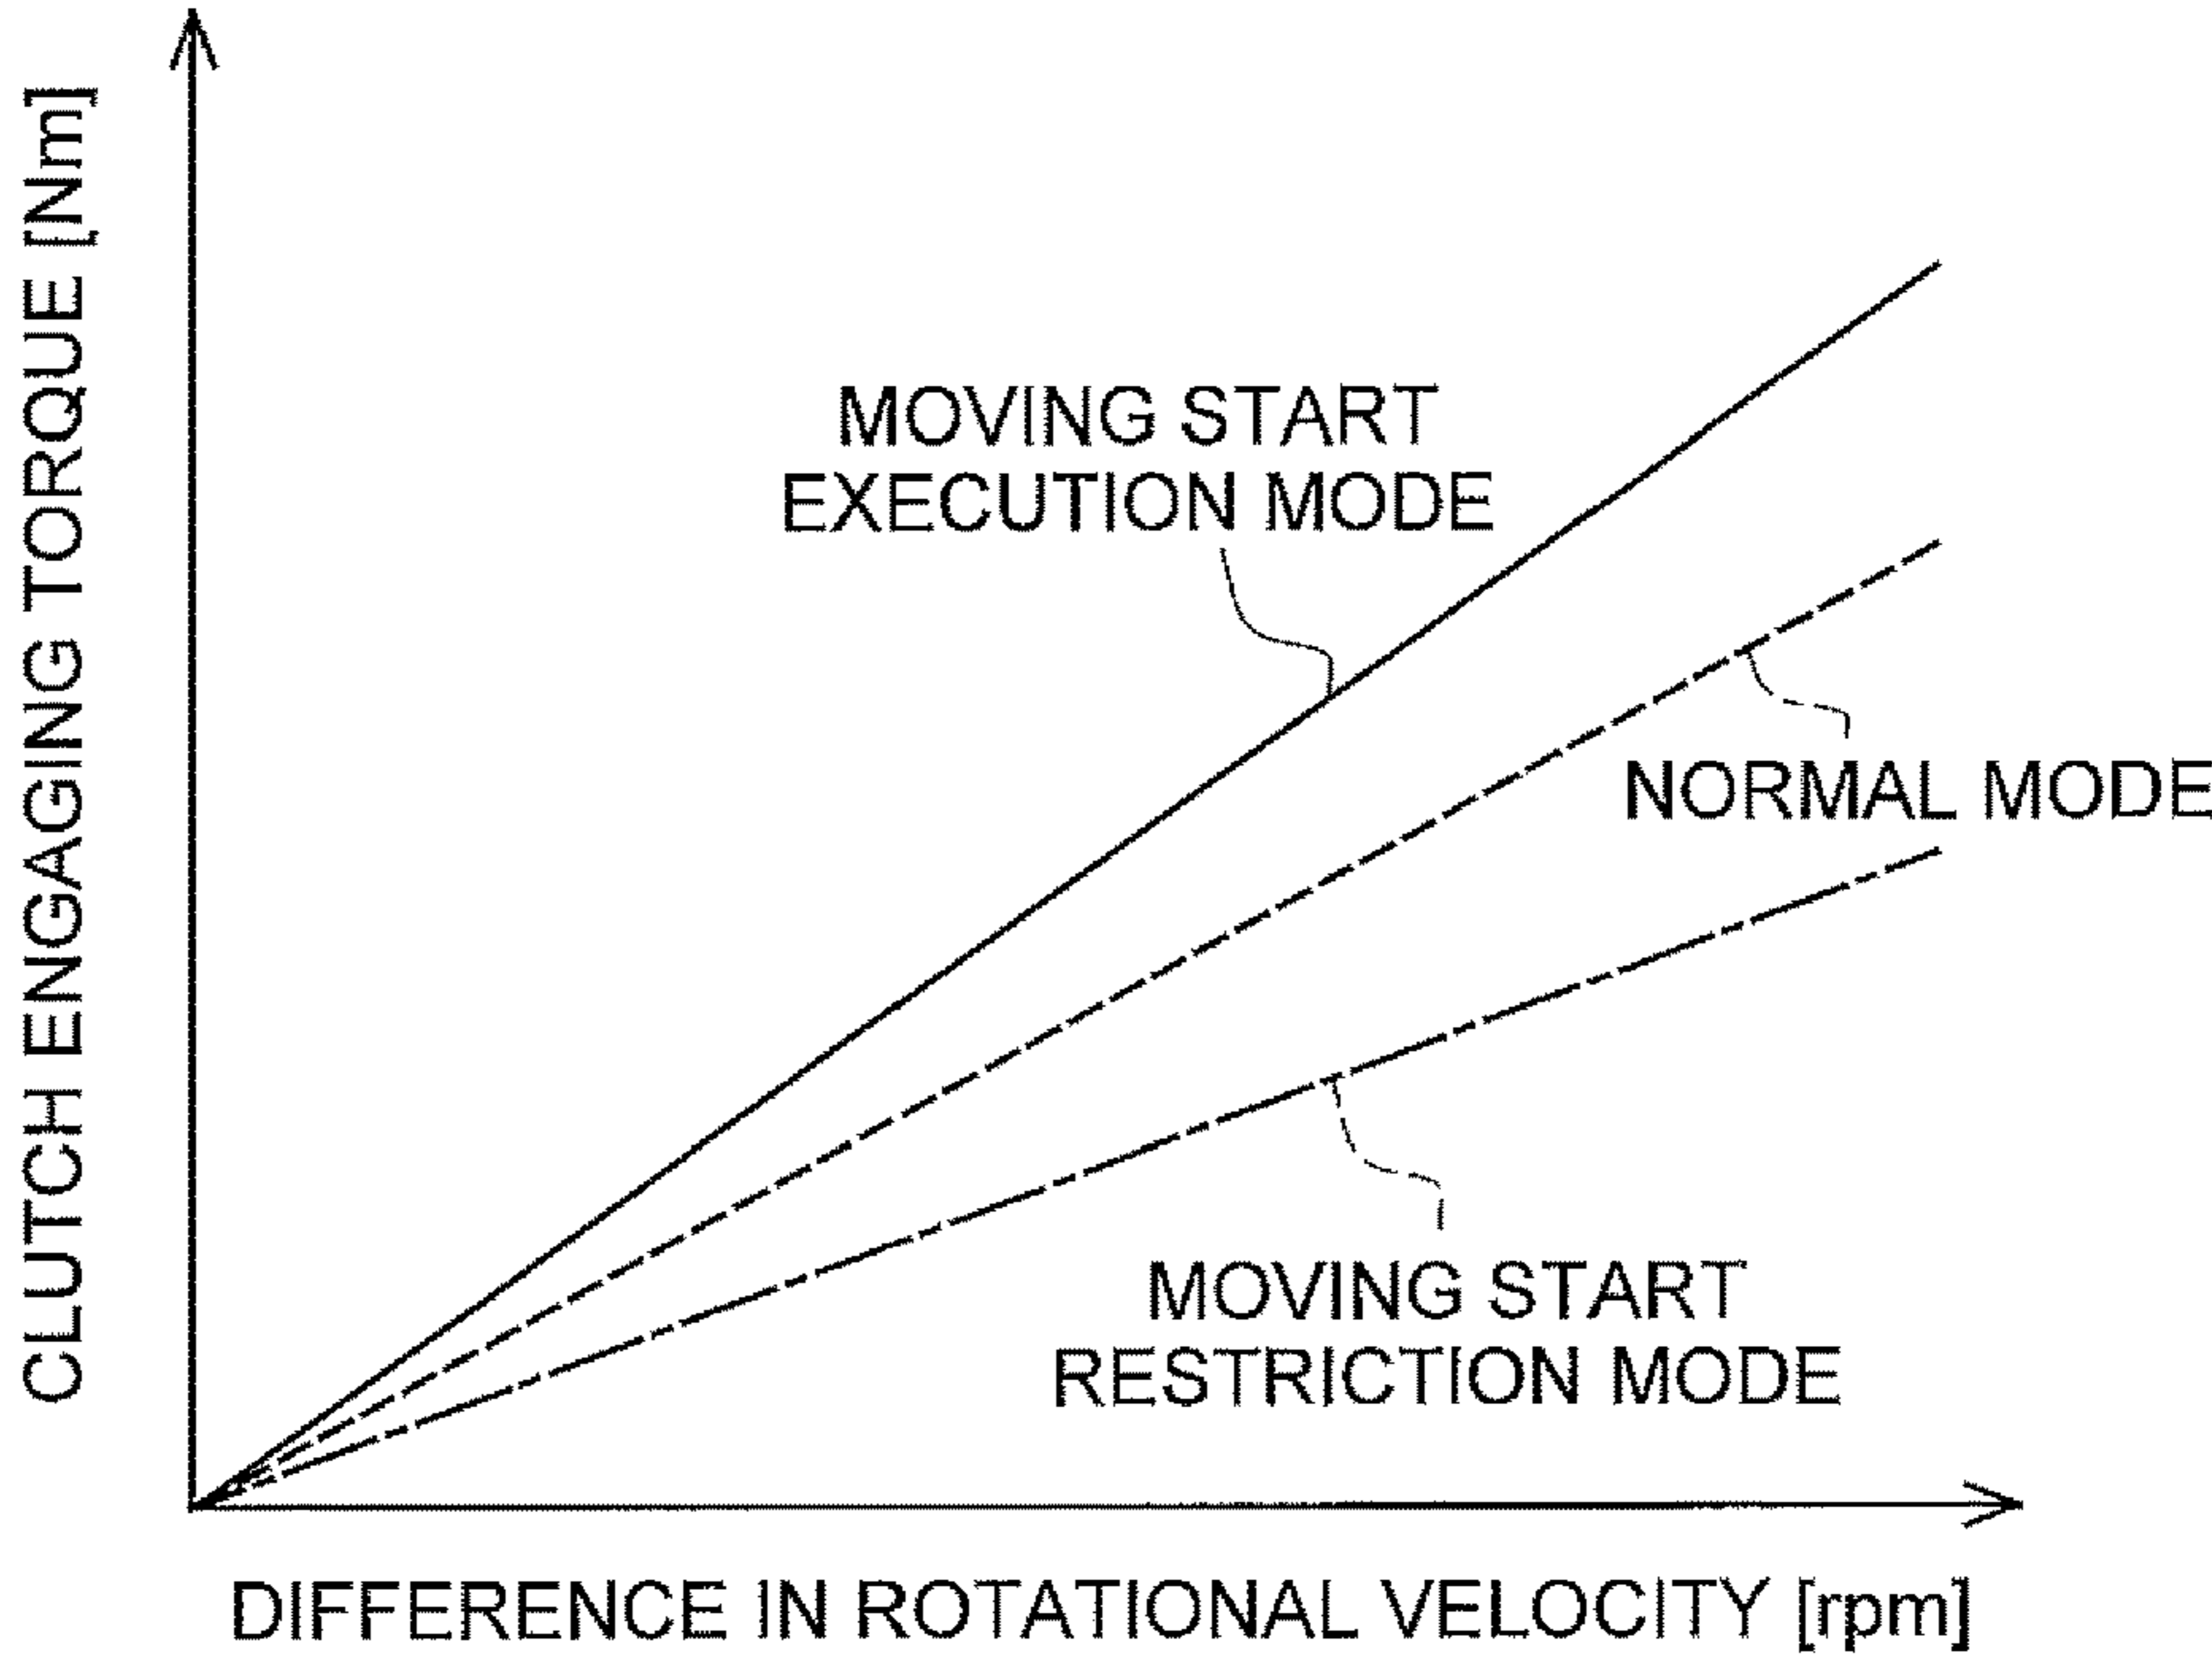 CLUTCH ENGAGING TORQUE [Nm]
MOVING START
EXECUTION MODE
NORMAL MODE
MOVING START
RESTRICTION MODE
DIFFERENCE IN ROTATIONAL VELOCITY [rpm]